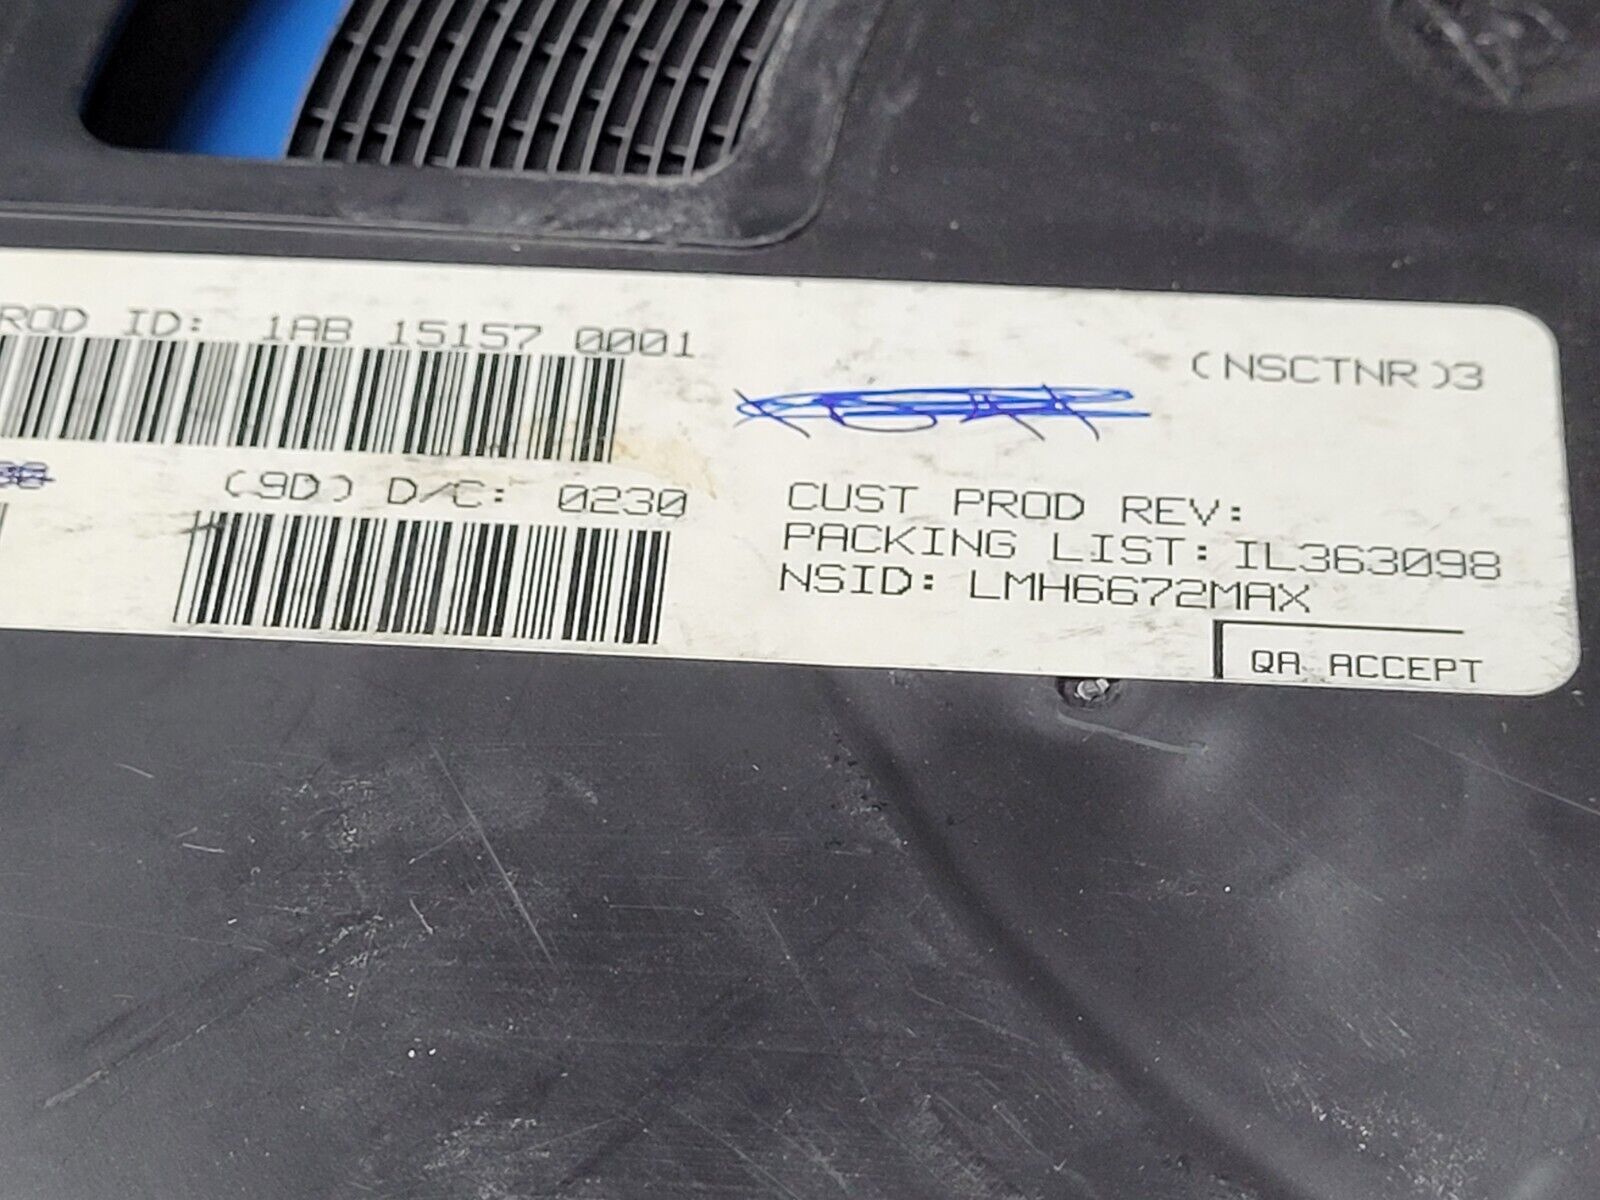 ROD ID: 1AB 15157 0001
(NSCTNR)3
(9D) D/C: 0230
CUST PROD REV:
PACKING LIST: IL363098
NSID: LMH6672MAX
QA ACCEPT